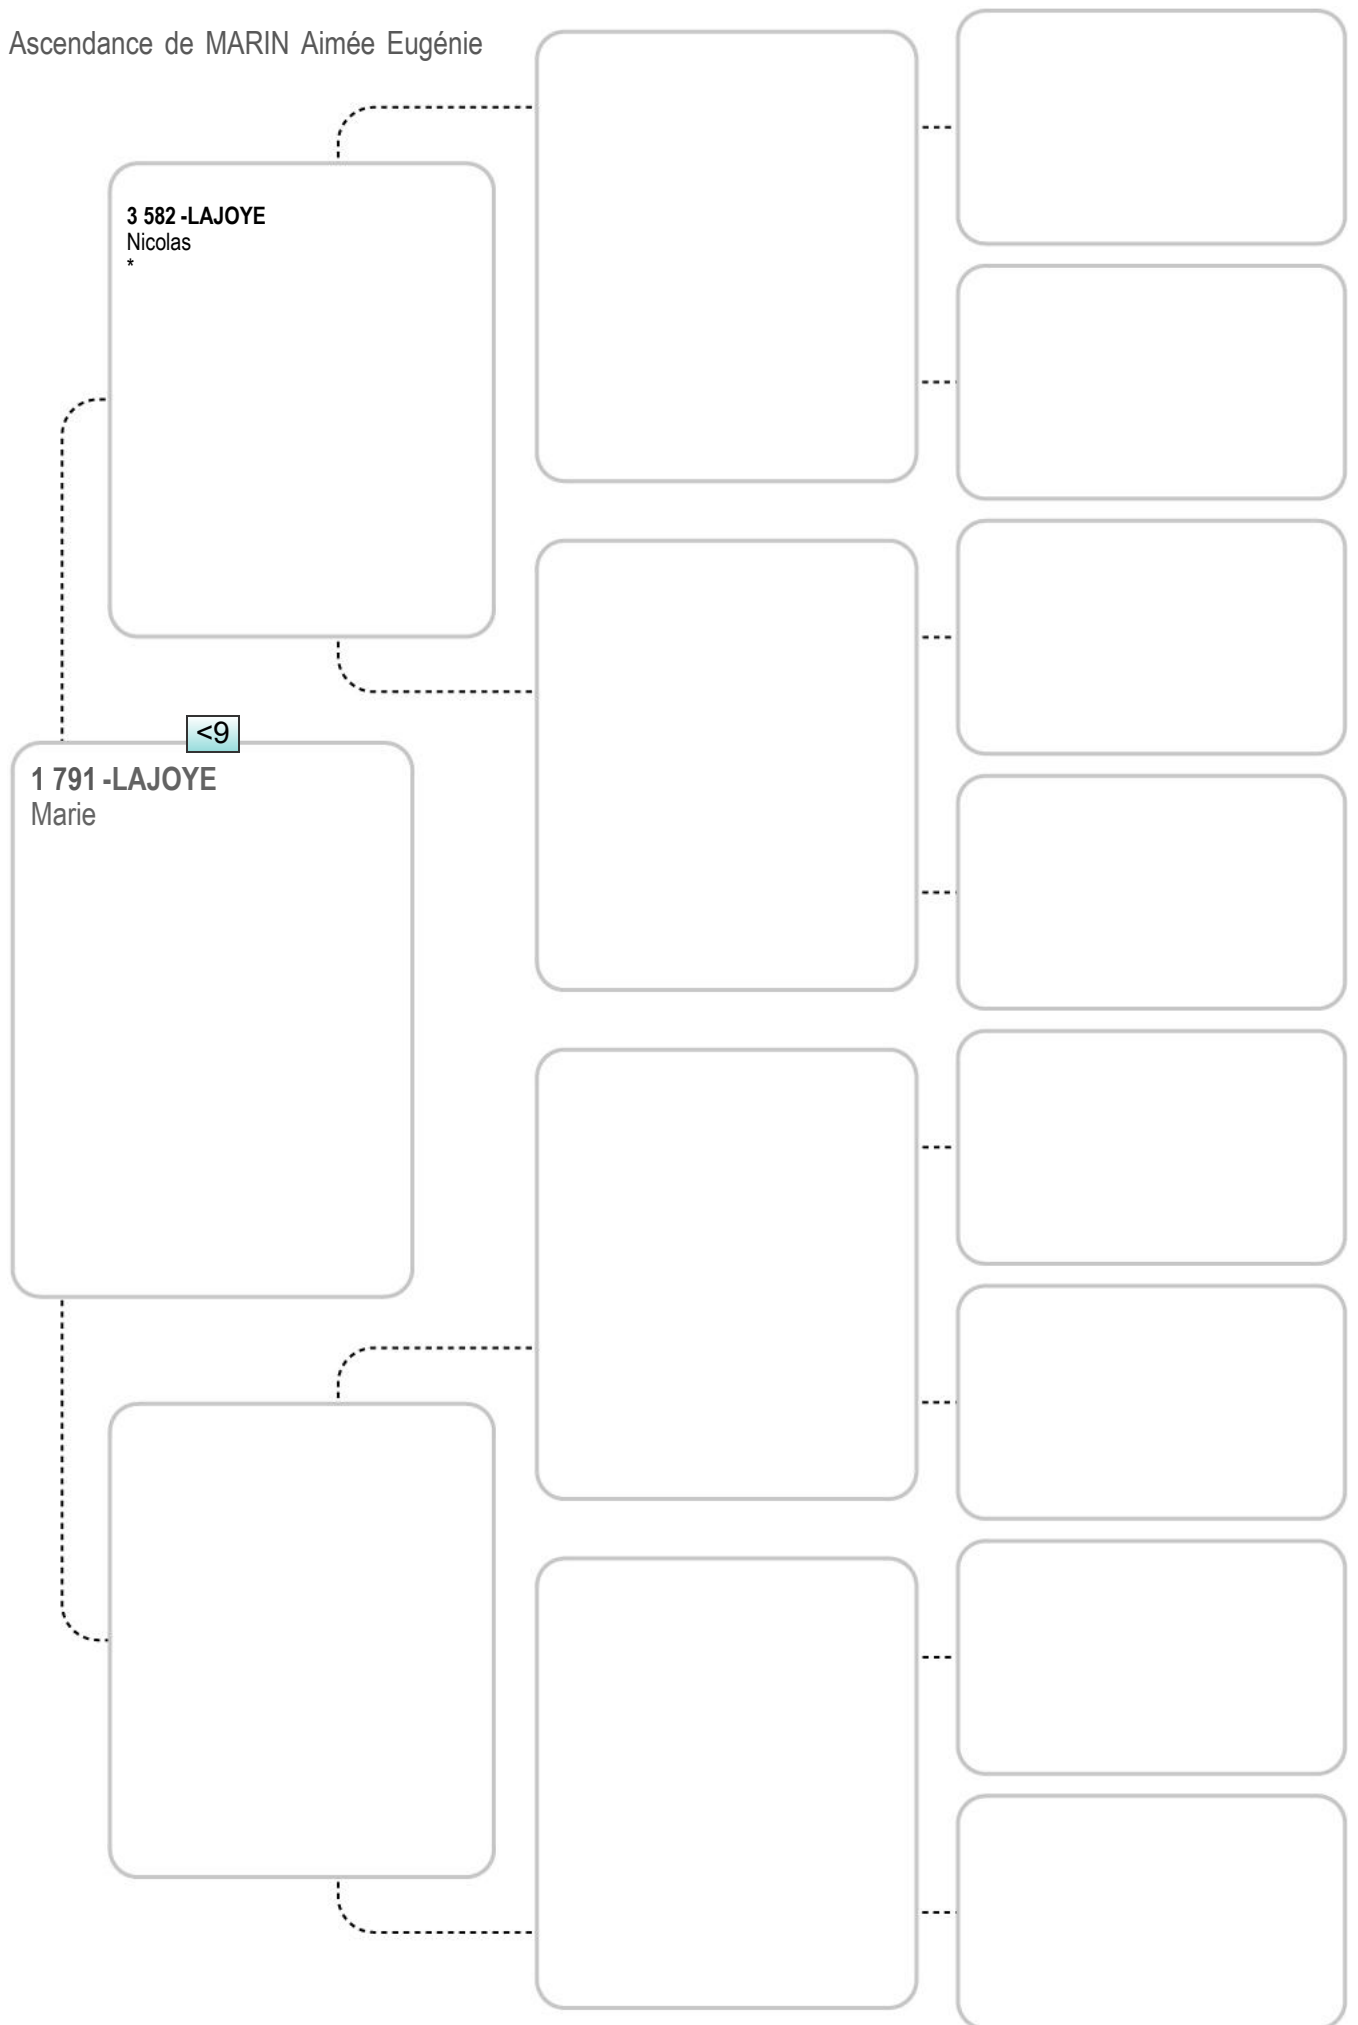 Ascendance de MARIN Aimée Eugénie
3 582 -LAJOYE
Nicolas
*
<9
1 791 -LAJOYE
Marie